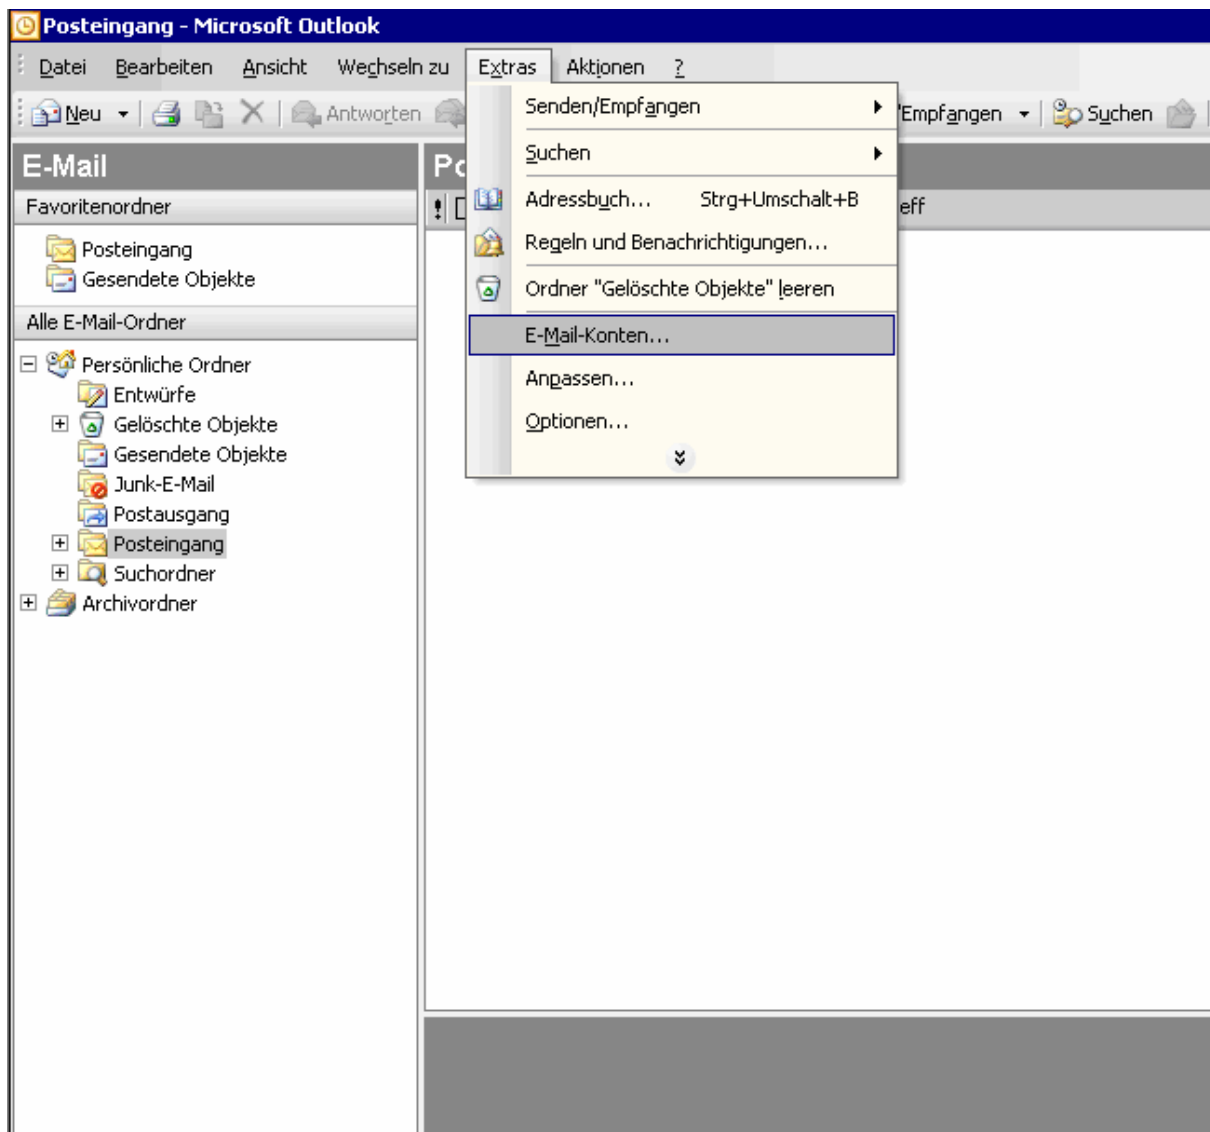 Posteingang - Microsoft Outlook
Datei Bearbeiten Ansicht Wechseln zu Extras Aktionen ?
Neu Antworten Empfangen Suchen
E-Mail
Favoritenordner
Posteingang
Gesendete Objekte
Alle E-Mail-Ordner
Persönliche Ordner
Entwürfe
Gelöschte Objekte
Gesendete Objekte
Junk-E-Mail
Postausgang
Posteingang
Suchordner
Archivordner
Po
eff
Senden/Empfangen
Suchen
Adressbuch... Strg+Umschalt+B
Regeln und Benachrichtigungen...
Ordner "Gelöschte Objekte" leeren
E-Mail-Konten...
Anpassen...
Optionen...